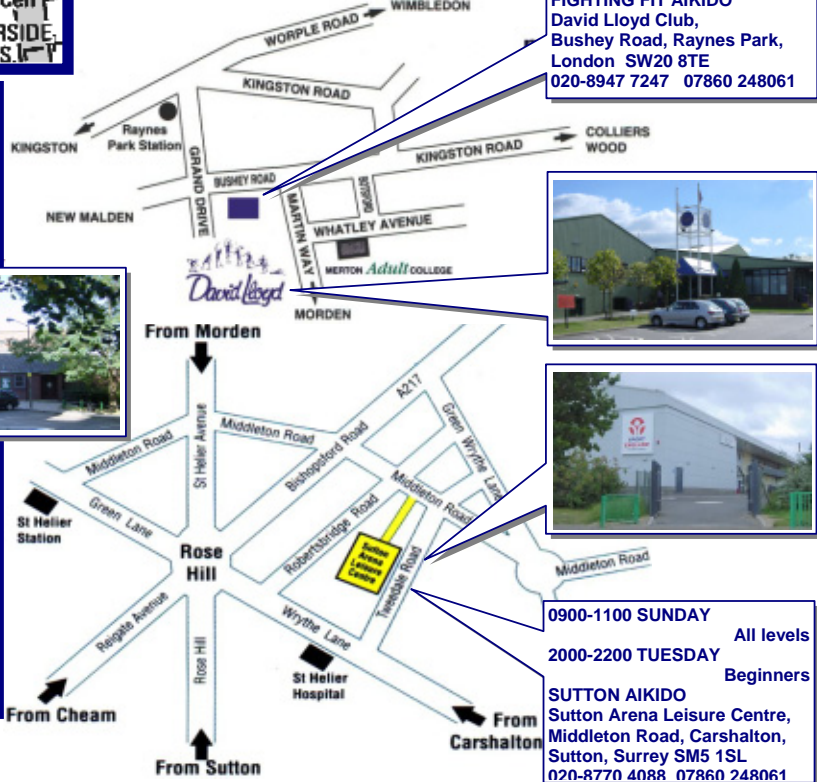 Cell
RSIDE
S.
WIMBLEDON
WORPLE ROAD
FIGHTING FIT AIKIDO
David Lloyd Club,
Bushey Road, Raynes Park,
London SW20 8TE
020-8947 7247 07860 248061
KINGSTON ROAD
KINGSTON
Raynes
Park Station
KINGSTON ROAD
COLLIERS
WOOD
GRAND DRIVE
BUSHEY ROAD
NEW MALDEN
MARTIN WAY
WHATLEY AVENUE
MERTON Adult COLLEGE
David Lloyd
MORDEN
From Morden
A217
St Helier Avenue
Middleton Road
Middleton Road
Bishopsford Road
Green Wrythe Lane
Green Lane
St Helier
Station
Middleton Road
Robertsbridge Road
Rose
Hill
Sutton
Arena
Leisure
Centre
Tweedale Road
Middleton Road
Reigate Avenue
Wrythe Lane
Rose Hill
St Helier
Hospital
From Cheam
From
Carshalton
From Sutton
0900-1100 SUNDAY
All levels
2000-2200 TUESDAY
Beginners
SUTTON AIKIDO
Sutton Arena Leisure Centre,
Middleton Road, Carshalton,
Sutton, Surrey SM5 1SL
020-8770 4088 07860 248061